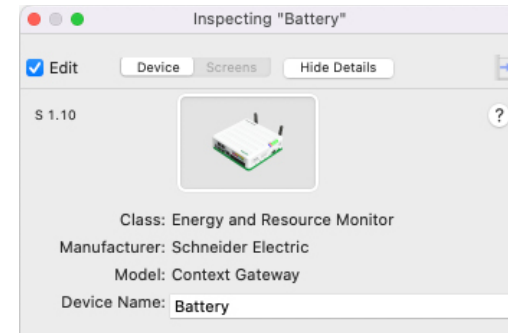 Inspecting "Battery"
Edit Device Screens Hide Details
S 1.10 ?
Class: Energy and Resource Monitor
Manufacturer: Schneider Electric
Model: Context Gateway
Device Name: Battery